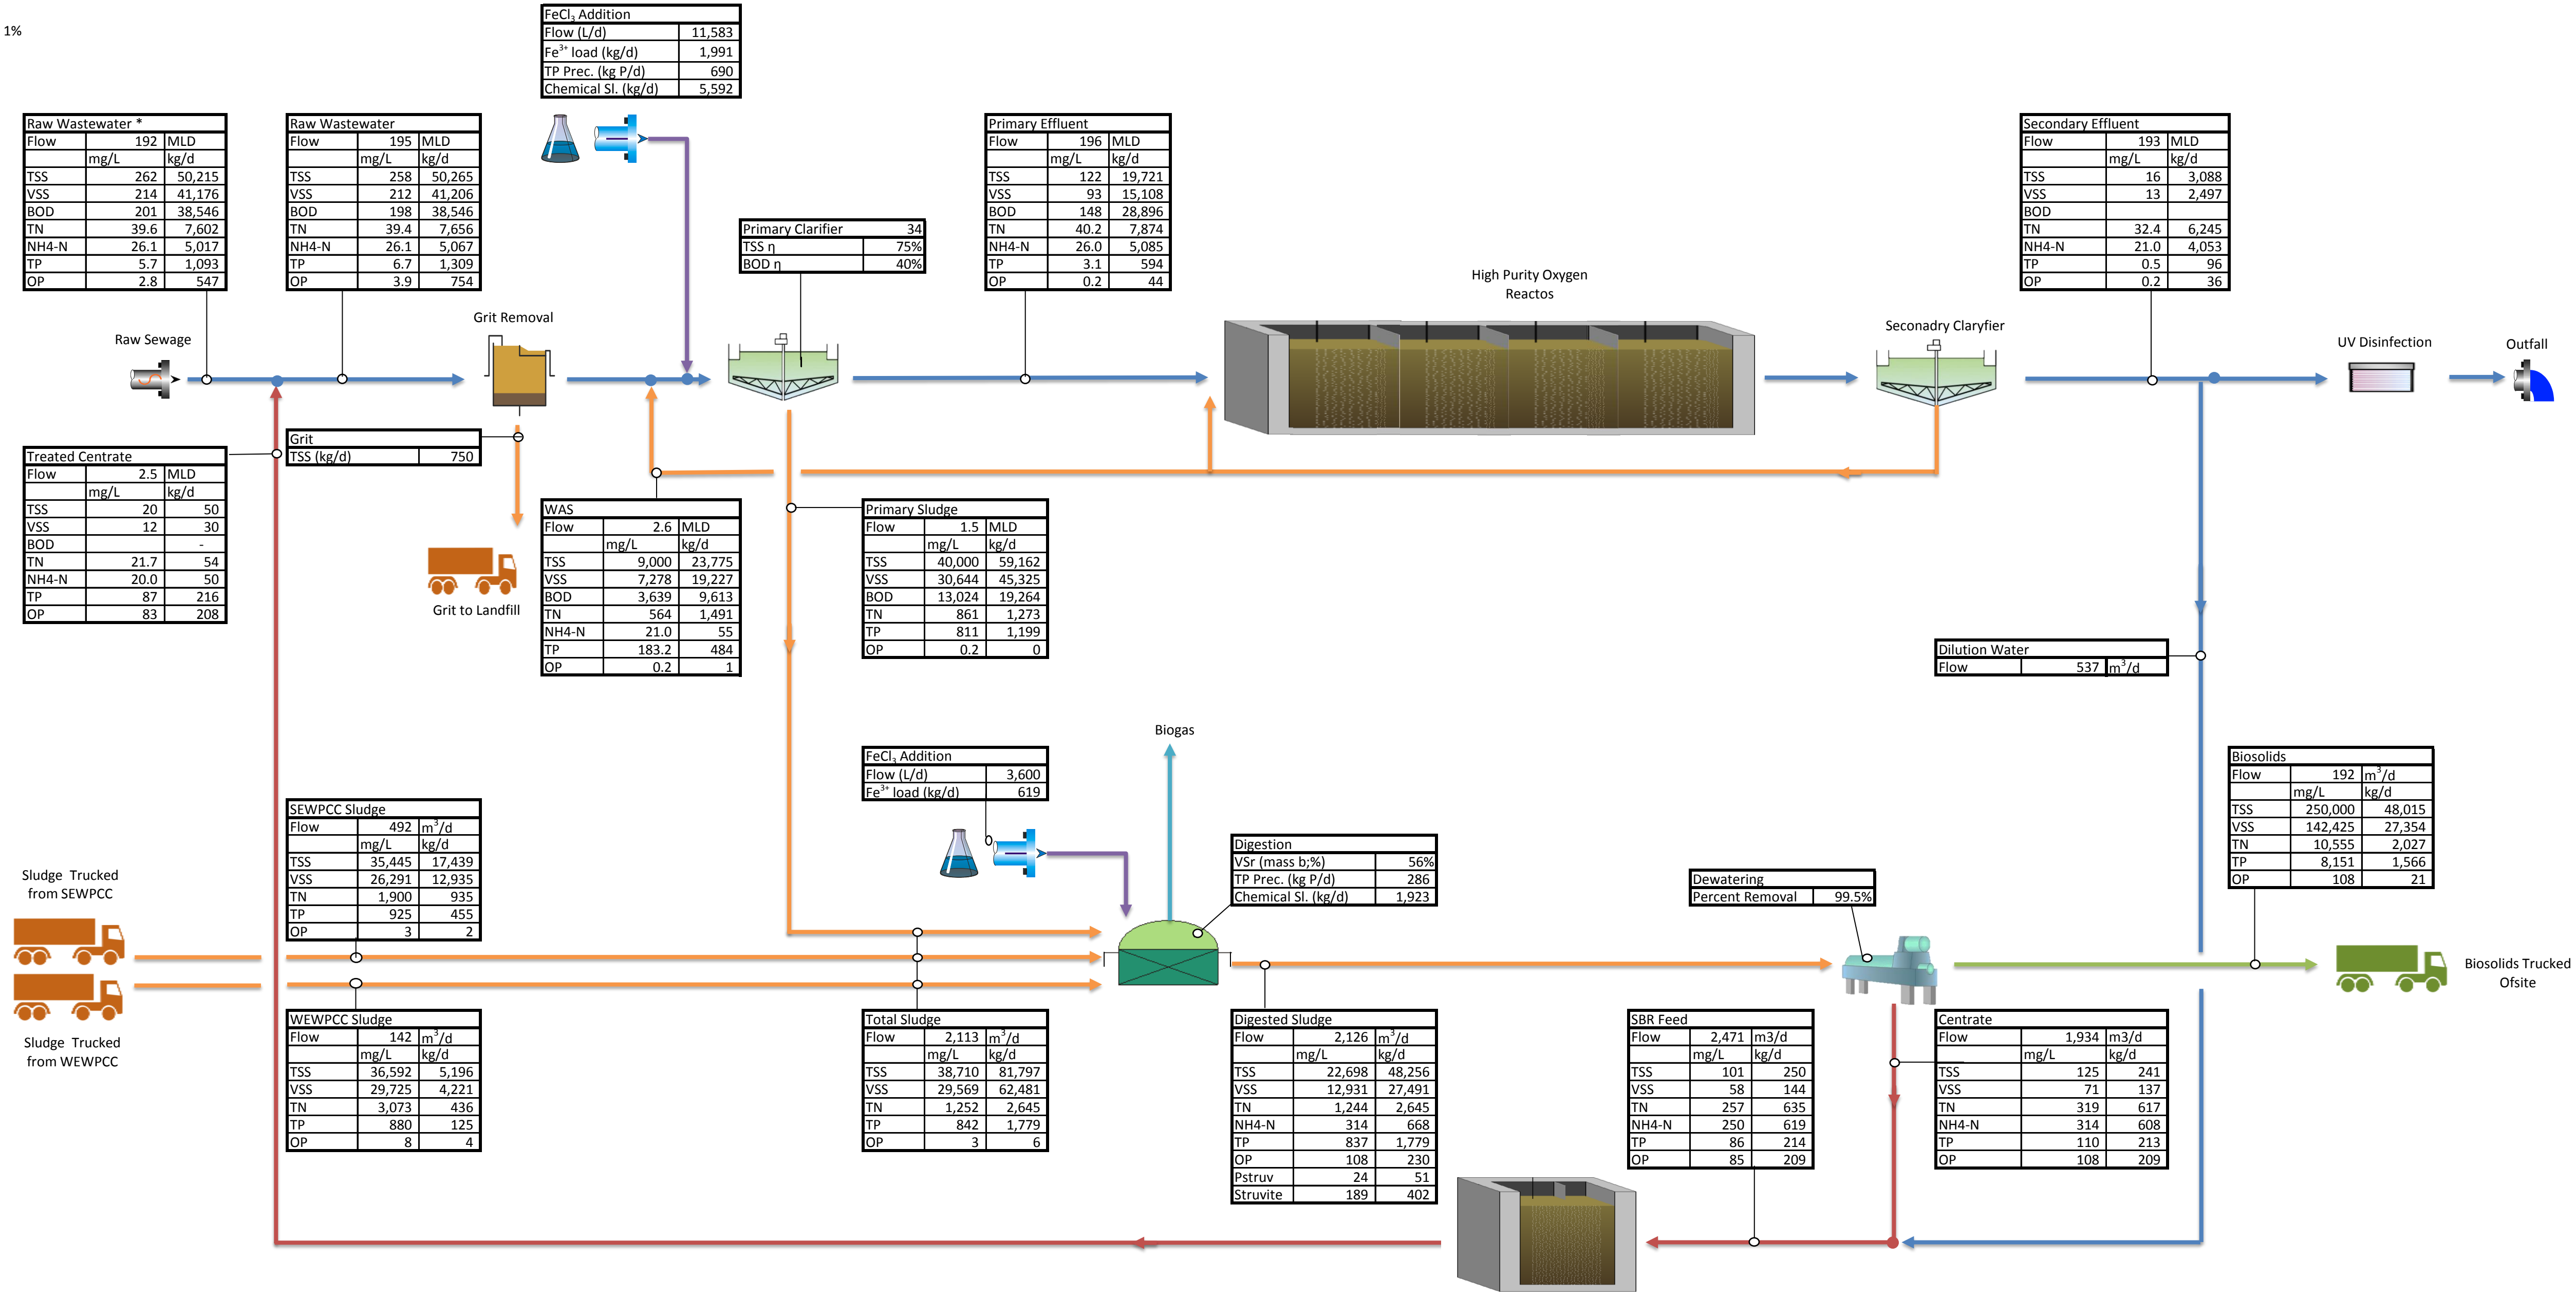 1%
FeCl3 Addition
Flow (L/d) 11,583
Fe3+ load (kg/d) 1,991
TP Prec. (kg P/d) 690
Chemical Sl. (kg/d) 5,592
Raw Wastewater *
Flow 192 MLD
mg/L kg/d
TSS 262 50,215
VSS 214 41,176
BOD 201 38,546
TN 39.6 7,602
NH4-N 26.1 5,017
TP 5.7 1,093
OP 2.8 547
Raw Wastewater
Flow 195 MLD
mg/L kg/d
TSS 258 50,265
VSS 212 41,206
BOD 198 38,546
TN 39.4 7,656
NH4-N 26.1 5,067
TP 6.7 1,309
OP 3.9 754
Primary Clarifier 34
TSS η 75%
BOD η 40%
Primary Effluent
Flow 196 MLD
mg/L kg/d
TSS 122 19,721
VSS 93 15,108
BOD 148 28,896
TN 40.2 7,874
NH4-N 26.0 5,085
TP 3.1 594
OP 0.2 44
Secondary Effluent
Flow 193 MLD
mg/L kg/d
TSS 16 3,088
VSS 13 2,497
BOD
TN 32.4 6,245
NH4-N 21.0 4,053
TP 0.5 96
OP 0.2 36
Raw Sewage
Grit Removal
High Purity Oxygen
Reactos
Seconadry Claryfier
UV Disinfection
Outfall
Treated Centrate
Flow 2.5 MLD
mg/L kg/d
TSS 20 50
VSS 12 30
BOD -
TN 21.7 54
NH4-N 20.0 50
TP 87 216
OP 83 208
Grit
TSS (kg/d) 750
Grit to Landfill
WAS
Flow 2.6 MLD
mg/L kg/d
TSS 9,000 23,775
VSS 7,278 19,227
BOD 3,639 9,613
TN 564 1,491
NH4-N 21.0 55
TP 183.2 484
OP 0.2 1
Primary Sludge
Flow 1.5 MLD
mg/L kg/d
TSS 40,000 59,162
VSS 30,644 45,325
BOD 13,024 19,264
TN 861 1,273
TP 811 1,199
OP 0.2 0
Dilution Water
Flow 537 m3/d
Biogas
FeCl3 Addition
Flow (L/d) 3,600
Fe3+ load (kg/d) 619
Biosolids
Flow 192 m3/d
mg/L kg/d
TSS 250,000 48,015
VSS 142,425 27,354
TN 10,555 2,027
TP 8,151 1,566
OP 108 21
SEWPCC Sludge
Flow 492 m3/d
mg/L kg/d
TSS 35,445 17,439
VSS 26,291 12,935
TN 1,900 935
TP 925 455
OP 3 2
Digestion
VSr (mass b;%) 56%
TP Prec. (kg P/d) 286
Chemical Sl. (kg/d) 1,923
Dewatering
Percent Removal 99.5%
Sludge Trucked
from SEWPCC
Sludge Trucked
from WEWPCC
Biosolids Trucked
Ofsite
WEWPCC Sludge
Flow 142 m3/d
mg/L kg/d
TSS 36,592 5,196
VSS 29,725 4,221
TN 3,073 436
TP 880 125
OP 8 4
Total Sludge
Flow 2,113 m3/d
mg/L kg/d
TSS 38,710 81,797
VSS 29,569 62,481
TN 1,252 2,645
TP 842 1,779
OP 3 6
Digested Sludge
Flow 2,126 m3/d
mg/L kg/d
TSS 22,698 48,256
VSS 12,931 27,491
TN 1,244 2,645
NH4-N 314 668
TP 837 1,779
OP 108 230
Pstruv 24 51
Struvite 189 402
SBR Feed
Flow 2,471 m3/d
mg/L kg/d
TSS 101 250
VSS 58 144
TN 257 635
NH4-N 250 619
TP 86 214
OP 85 209
Centrate
Flow 1,934 m3/d
mg/L kg/d
TSS 125 241
VSS 71 137
TN 319 617
NH4-N 314 608
TP 110 213
OP 108 209